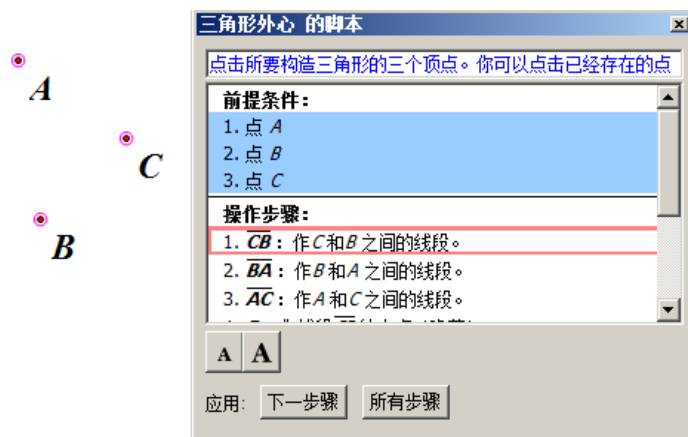 A
C
B
三角形外心 的脚本
点击所要构造三角形的三个顶点。你可以点击已经存在的点
前提条件:
1. 点 A
2. 点 B
3. 点 C
操作步骤:
1. CB: 作C和B之间的线段。
2. BA: 作B和A之间的线段。
3. AC: 作A和C之间的线段。
A A
应用: 下一步骤 所有步骤